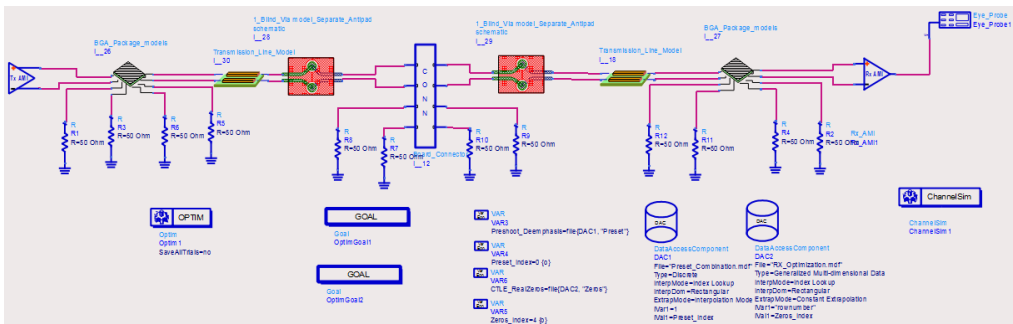 Tx AMI
BGA_Package_models
I__26
Transmission_Line_Model
I__30
1_Blind_Via model_Separate_Antipad
schematic
I__28
C
O
N
N
1_Blind_Via model_Separate_Antipad
schematic
I__29
Transmission_Line_Model
I__18
BGA_Package_models
I__27
Rx AMI
Eye_Probe
Eye_Probe1
R
R1
R=50 Ohm
R
R3
R=50 Ohm
R
R6
R=50 Ohm
R
R5
R=50 Ohm
R
R8
R=50 Ohm
R
R7
R=50 Ohm
Board_Connector
I__12
R
R10
R=50 Ohm
R
R9
R=50 Ohm
R
R12
R=50 Ohm
R
R11
R=50 Ohm
R
R4
R=50 Ohm
R
R2
R=50 Ohm
Rx_AMI
Rx_AMI1
OPTIM
Optim
Optim1
SaveAllTrials=no
GOAL
Goal
OptimGoal1
GOAL
Goal
OptimGoal2
VAR
VAR3
Preshoot_Deemphasis=file{DAC1, "Preset"}
VAR
VAR4
Preset_Index=0 {o}
VAR
VAR6
CTLE_RealZeros=file{DAC2, "Zeros"}
VAR
VAR5
Zeros_Index=4 {o}
DAC
DataAccessComponent
DAC1
File="Preset_Combination.mdf"
Type=Discrete
InterpMode=Index Lookup
InterpDom=Rectangular
ExtrapMode=Interpolation Mode
iVar1=1
iVal1=Preset_Index
DAC
DataAccessComponent
DAC2
File="RX_Optimization.mdf"
Type=Generalized Multi-dimensional Data
InterpMode=Index Lookup
InterpDom=Rectangular
ExtrapMode=Constant Extrapolation
iVar1="rownumber"
iVal1=Zeros_Index
ChannelSim
ChannelSim
ChannelSim1